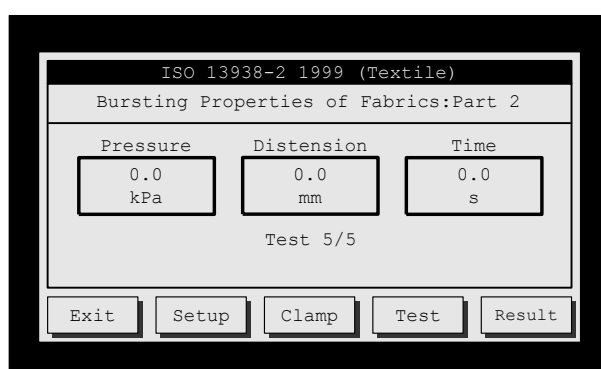 ISO 13938-2 1999 (Textile)
Bursting Properties of Fabrics:Part 2
Pressure Distension Time
0.0 0.0 0.0
kPa mm s
Test 5/5
Exit Setup Clamp Test Result